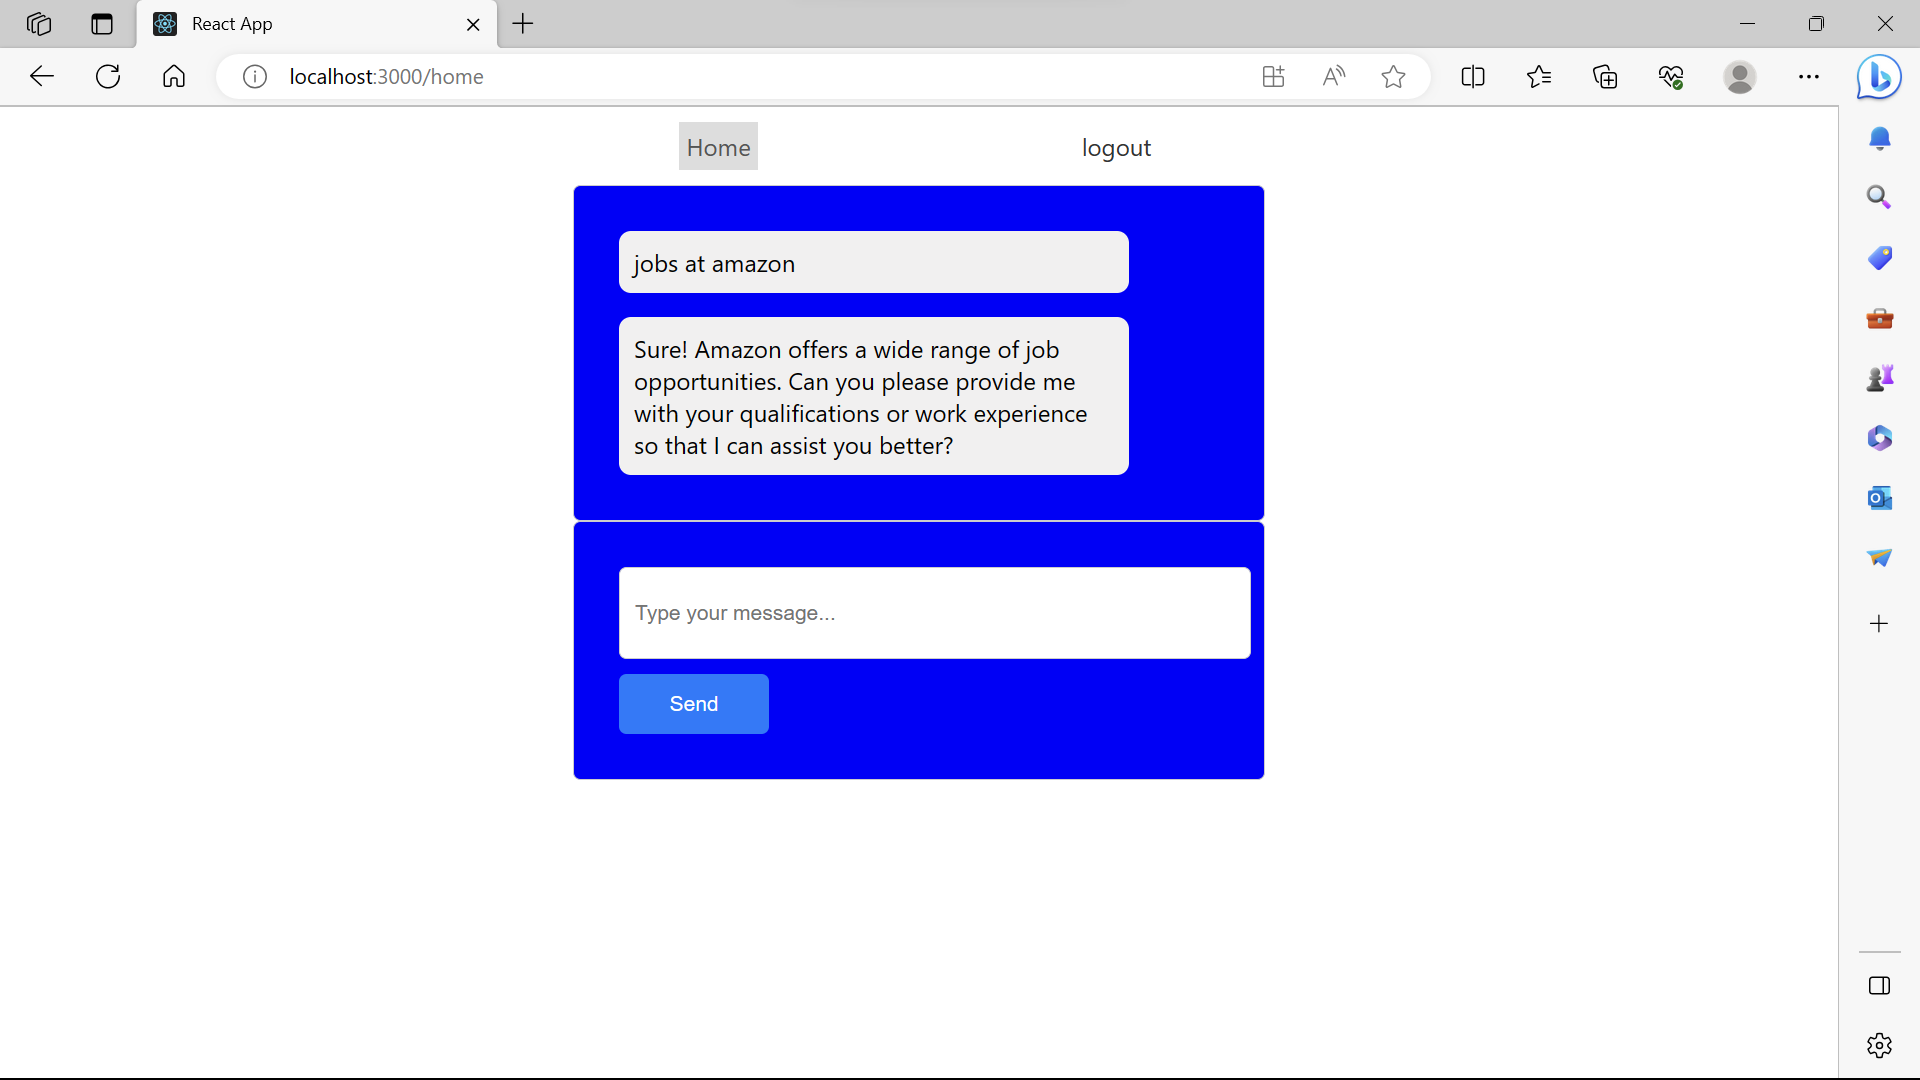 React App
localhost:3000/home
Home
logout
jobs at amazon
Sure! Amazon offers a wide range of job
opportunities. Can you please provide me
with your qualifications or work experience
so that I can assist you better?
Type your message...
Send